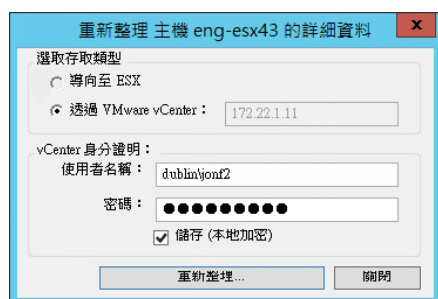 重新整理 主機 eng-esx43 的詳細資料
x
選取存取類型
導向至 ESX
透過 VMware vCenter： 172.22.1.11
vCenter 身分證明：
使用者名稱： dublin\jonf2
密碼： ●●●●●●●●●
儲存 (本地加密)
重新整埋... 關閉